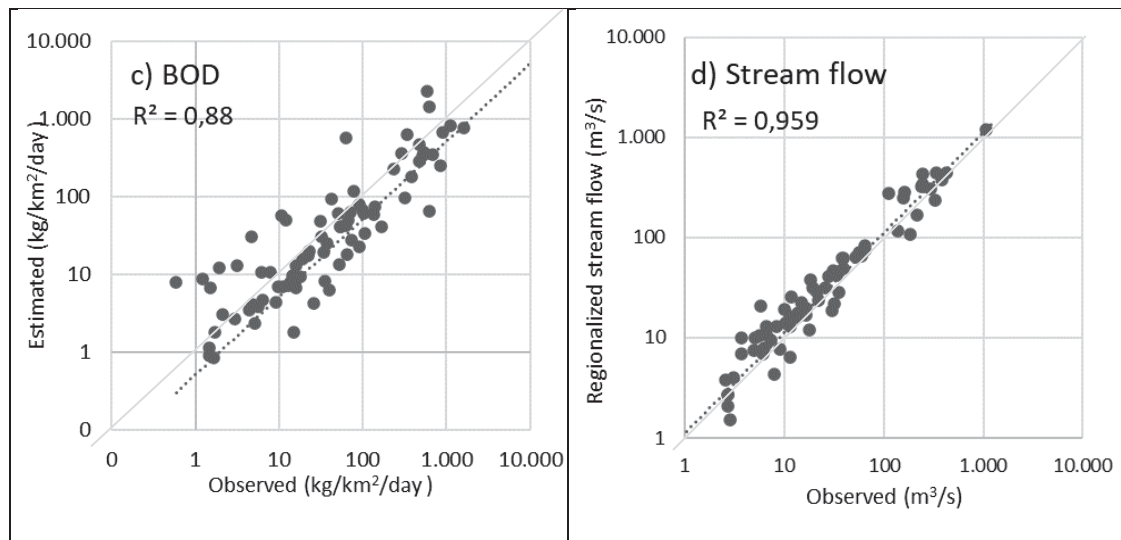 c) BOD
R² = 0,88
Estimated (kg/km²/day)
10.000
1.000
100
10
1
0
0 1 10 100 1.000 10.000
Observed (kg/km²/day )
d) Stream flow
R² = 0,959
Regionalized stream flow (m³/s)
10.000
1.000
100
10
1
1 10 100 1.000 10.000
Observed (m³/s)